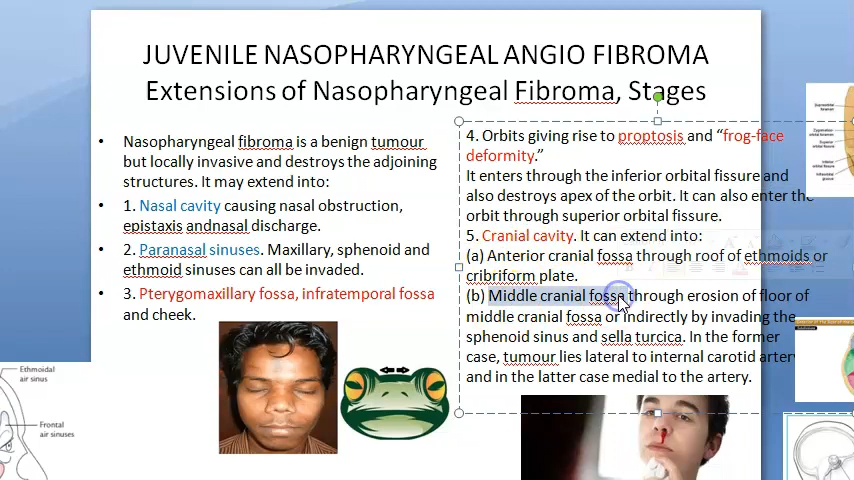 JUVENILE NASOPHARYNGEAL ANGIO FIBROMA
Extensions of Nasopharyngeal Fibroma, Stages
• Nasopharyngeal fibroma is a benign tumour
but locally invasive and destroys the adjoining
structures. It may extend into:
• 1. Nasal cavity causing nasal obstruction,
epistaxis andnasal discharge.
• 2. Paranasal sinuses. Maxillary, sphenoid and
ethmoid sinuses can all be invaded.
• 3. Pterygomaxillary fossa, infratemporal fossa
and cheek.
4. Orbits giving rise to proptosis and “frog-face
deformity.”
It enters through the inferior orbital fissure and
also destroys apex of the orbit. It can also enter the
orbit through superior orbital fissure.
5. Cranial cavity. It can extend into:
(a) Anterior cranial fossa through roof of ethmoids or
cribriform plate.
(b) Middle cranial fossa through erosion of floor of
middle cranial fossa or indirectly by invading the
sphenoid sinus and sella turcica. In the former
case, tumour lies lateral to internal carotid artery
and in the latter case medial to the artery.
Ethmoidal
air sinus
Frontal
air sinuses